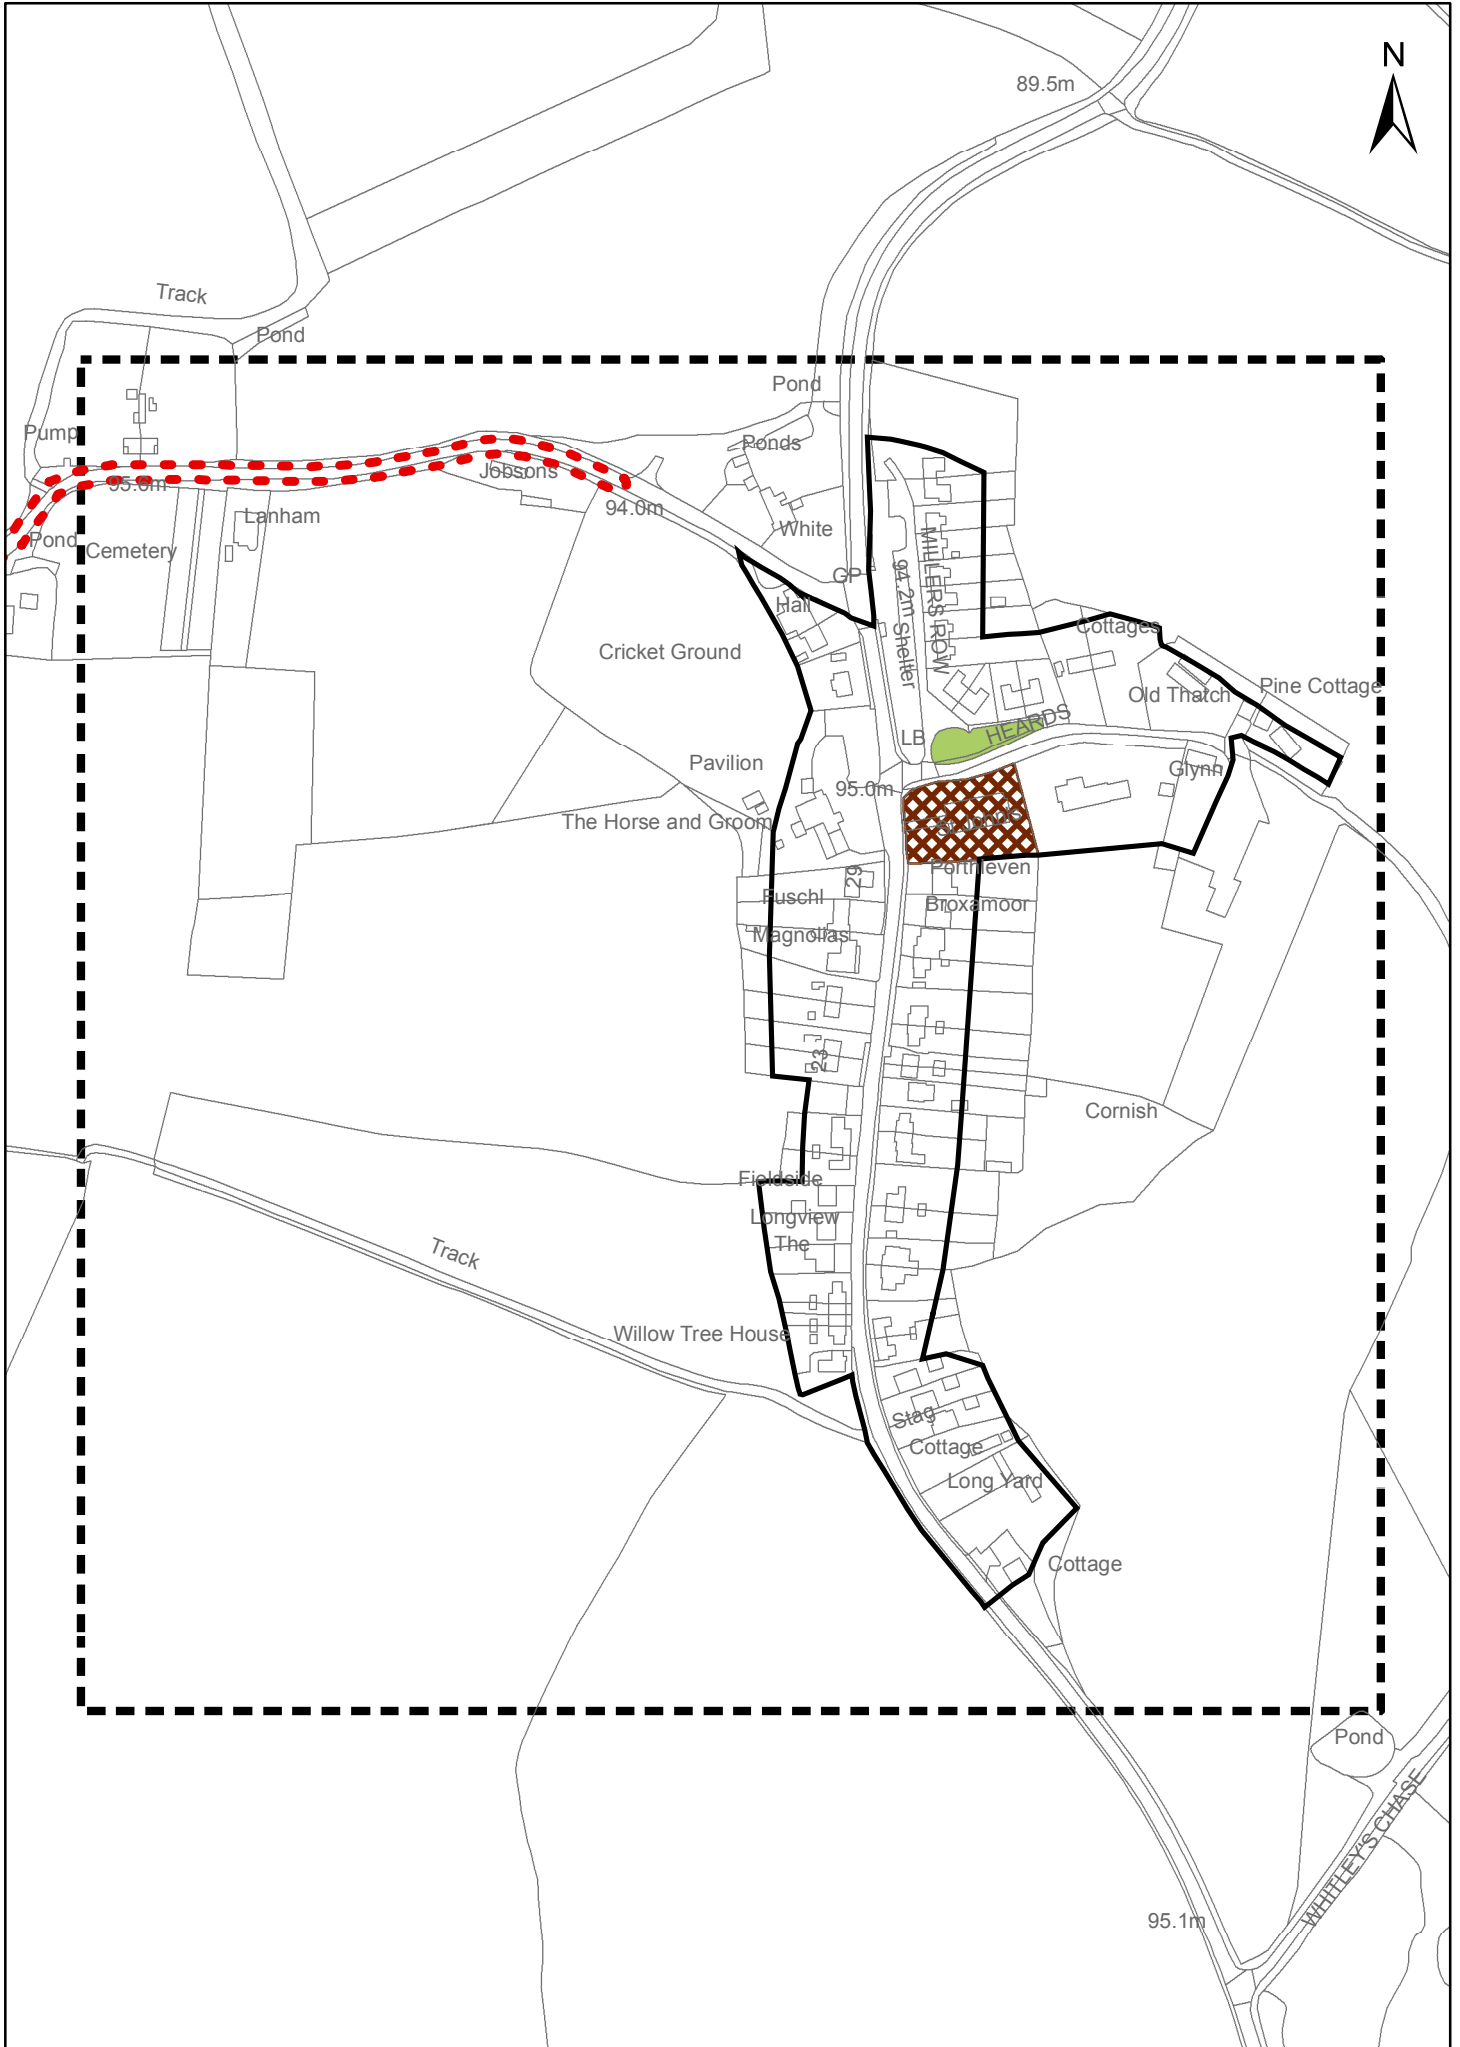 N
89.5m
Track
Pond
Pond
Pump
Ponds
Jobsons
95.6m
94.0m
Lanham
White
Pond
Cemetery
GP
Hall
MILLERS ROW
94.2m
Shelter
Cottages
Cricket Ground
Old Thatch
Pine Cottage
HEARDS
LB
Pavilion
Glynn
95.0m
The Horse and Groom
St John's
Porthleven
29
Fuschl
Broxamoor
Magnolias
23
Cornish
Fieldside
Longview
The
Track
Willow Tree House
Stag
Cottage
Long Yard
Cottage
Pond
WHITLEY'S CHASE
95.1m